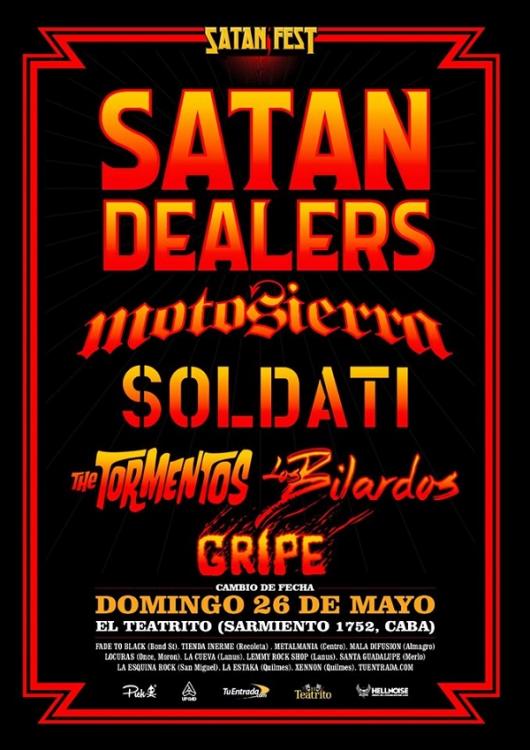 SATAN FEST
SATAN
DEALERS
motosierra
SOLDATI
THE TORMENTOS
Los Bilardos
GRIPE
CAMBIO DE FECHA
DOMINGO 26 DE MAYO
EL TEATRITO (SARMIENTO 1752, CABA)
FADE TO BLACK (Bond St). TIENDA INERME (Recoleta) . METALMANIA (Centro). MALA DIFUSION (Almagro)
LOCURAS (Once, Moron). LA CUEVA (Lanus). LEMMY ROCK SHOP (Lanus). SANTA GUADALUPE (Merlo)
LA ESQUINA ROCK (San Miguel). LA ESTAKA (Quilmes). XENNON (Quilmes). TUENTRADA.COM
Pick TuEntrada.com Teatrito HELLNOISE